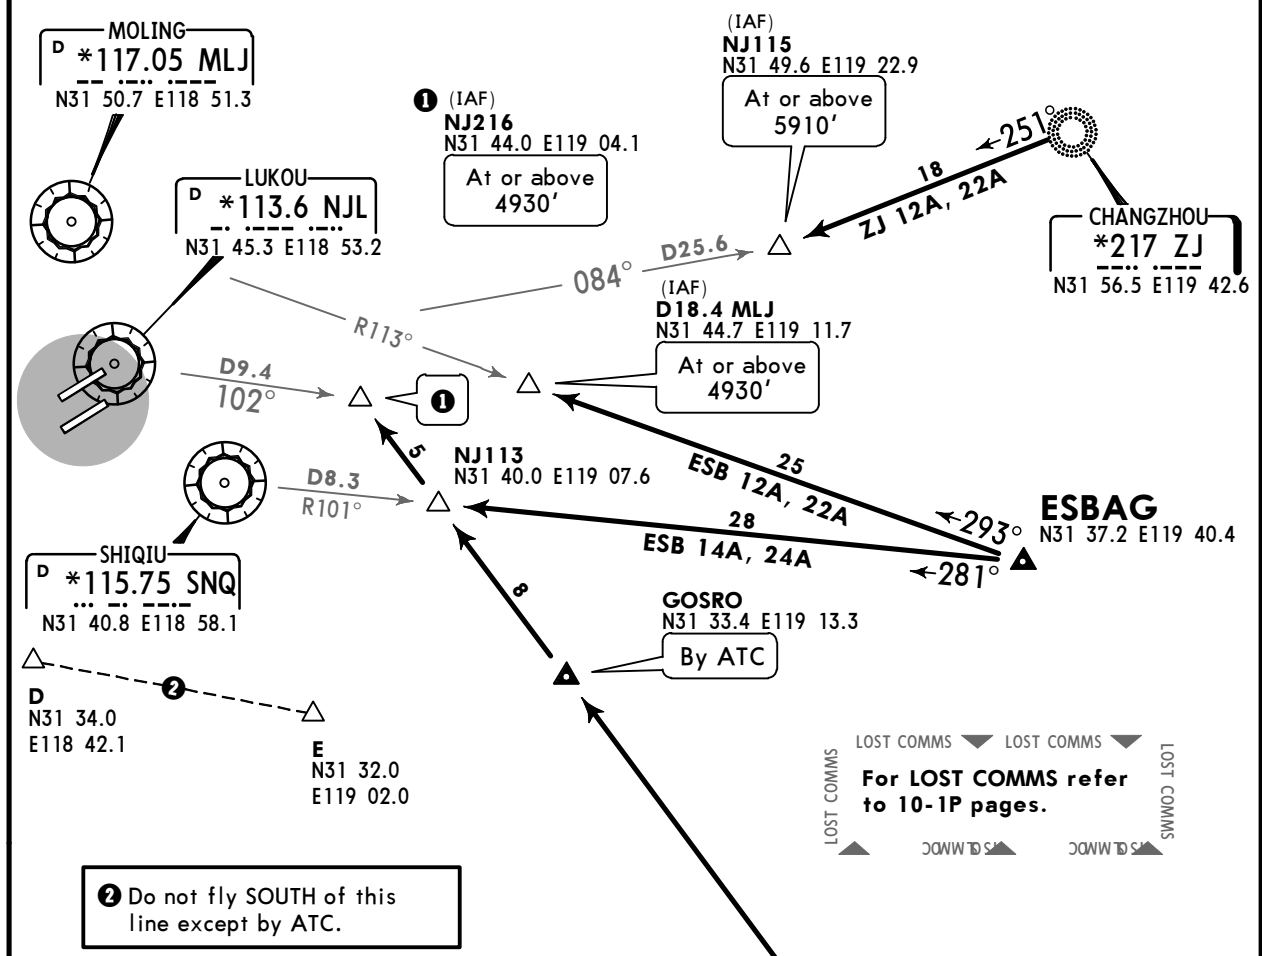 MOLING
D *117.05 MLJ
N31 50.7 E118 51.3
LUKOU
D *113.6 NJL
N31 45.3 E118 53.2
❶ (IAF)
NJ216
N31 44.0 E119 04.1
At or above
4930'
(IAF)
NJ115
N31 49.6 E119 22.9
At or above
5910'
251°
18
ZJ 12A, 22A
CHANGZHOU
*217 ZJ
N31 56.5 E119 42.6
D25.6
084°
R113°
(IAF)
D18.4 MLJ
N31 44.7 E119 11.7
At or above
4930'
D9.4
102°
❶
5
NJ113
N31 40.0 E119 07.6
D8.3
R101°
25
ESB 12A, 22A
293°
28
ESB 14A, 24A
281°
ESBAG
N31 37.2 E119 40.4
SHIQIU
D *115.75 SNQ
N31 40.8 E118 58.1
8
GOSRO
N31 33.4 E119 13.3
By ATC
D
N31 34.0
E118 42.1
❷
E
N31 32.0
E119 02.0
LOST COMMS LOST COMMS
LOST COMMS
For LOST COMMS refer
to 10-1P pages.
LOST COMMS
❷ Do not fly SOUTH of this
line except by ATC.